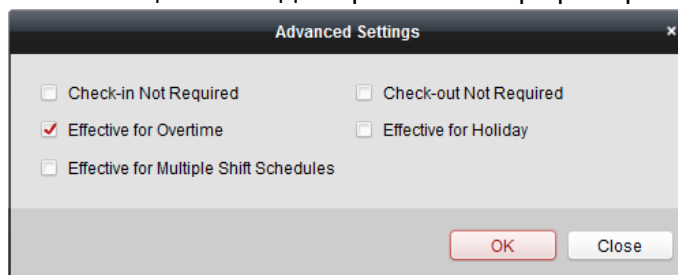 Advanced Settings
Check-in Not Required Check-out Not Required
Effective for Overtime Effective for Holiday
Effective for Multiple Shift Schedules
OK Close